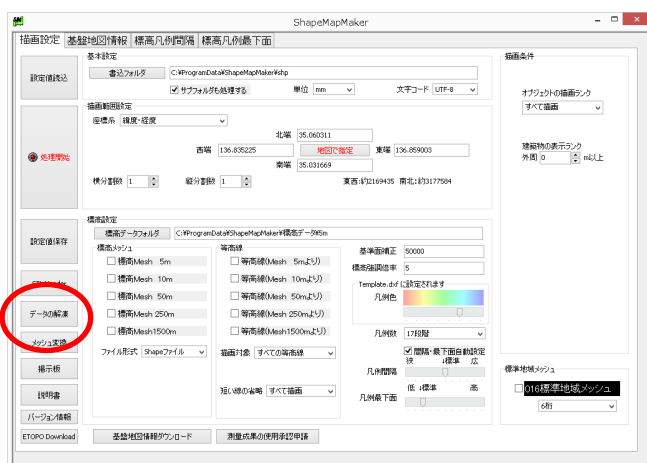 ShapeMapMaker
描画設定 基盤地図情報 標高凡例間隔 標高凡例最下面
設定値読込
処理開始
設定値保存
データの解凍
メッシュ変換
掲示板
説明書
バージョン情報
ETOPO Download
基本設定
書込フォルダ C:¥ProgramData¥ShapeMapMaker¥shp
サブフォルダも処理する 単位 mm 文字コード UTF-8
描画範囲設定
座標系 緯度・経度
北端 35.060311
西端 136.835225 地図で指定 東端 136.859003
南端 35.031669
横分割数 1 縦分割数 1 東西:約2169435 南北:約3177584
標高設定
標高データフォルダ C:¥ProgramData¥ShapeMapMaker¥標高データ¥5m
標高メッシュ
標高Mesh 5m
標高Mesh 10m
標高Mesh 50m
標高Mesh 250m
標高Mesh1500m
ファイル形式 Shapeファイル
等高線
等高線(Mesh 5mより)
等高線(Mesh 10mより)
等高線(Mesh 50mより)
等高線(Mesh 250mより)
等高線(Mesh1500mより)
描画対象 すべての等高線
短い線の省略 すべて描画
基準面補正 50000
標高強調倍率 5
Template.dxf に設定されます
凡例色
凡例数 17段階
間隔・最下面自動設定
狭 ↓標準 広
凡例間隔
低 ↓標準 高
凡例最下面
基盤地図情報ダウンロード 測量成果の使用承認申請
描画条件
オブジェクトの描画ランク
すべて描画
建築物の表示ランク
外周 0 m以上
標準地域メッシュ
016標準地域メッシュ
6桁